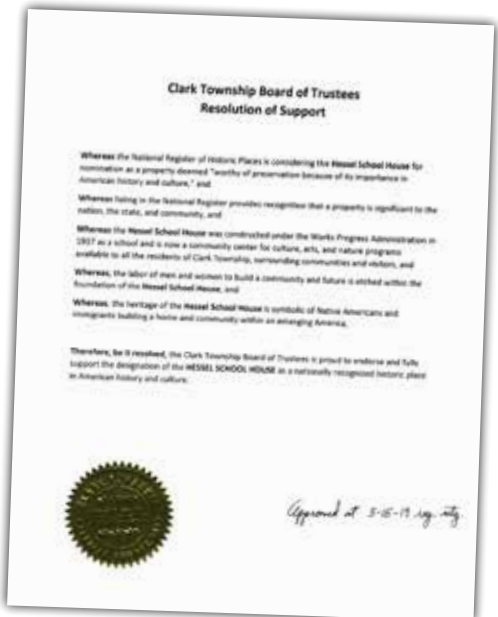 Clark Township Board of Trustees
Resolution of Support
Whereas the National Register of Historic Places is considering the Hessel School House for
nomination as a property deemed "worthy of preservation because of its importance in
American history and culture," and
Whereas listing in the National Register provides recognition that a property is significant to the
nation, the state, and community, and
Whereas the Hessel School House was constructed under the Works Progress Administration in
1937 as a school and is now a community center for culture, arts, and nature programs
available to all the residents of Clark Township, surrounding communities and visitors, and
Whereas, the labor of men and women to build a community and future is etched within the
foundation of the Hessel School House, and
Whereas, the heritage of the Hessel School House is symbolic of Native Americans and
immigrants building a home and community within an emerging America,
Therefore, be it resolved, the Clark Township Board of Trustees is proud to endorse and fully
support the designation of the HESSEL SCHOOL HOUSE as a nationally recognized historic place
in American history and culture.
Approved at 5-15-19 reg. mtg.